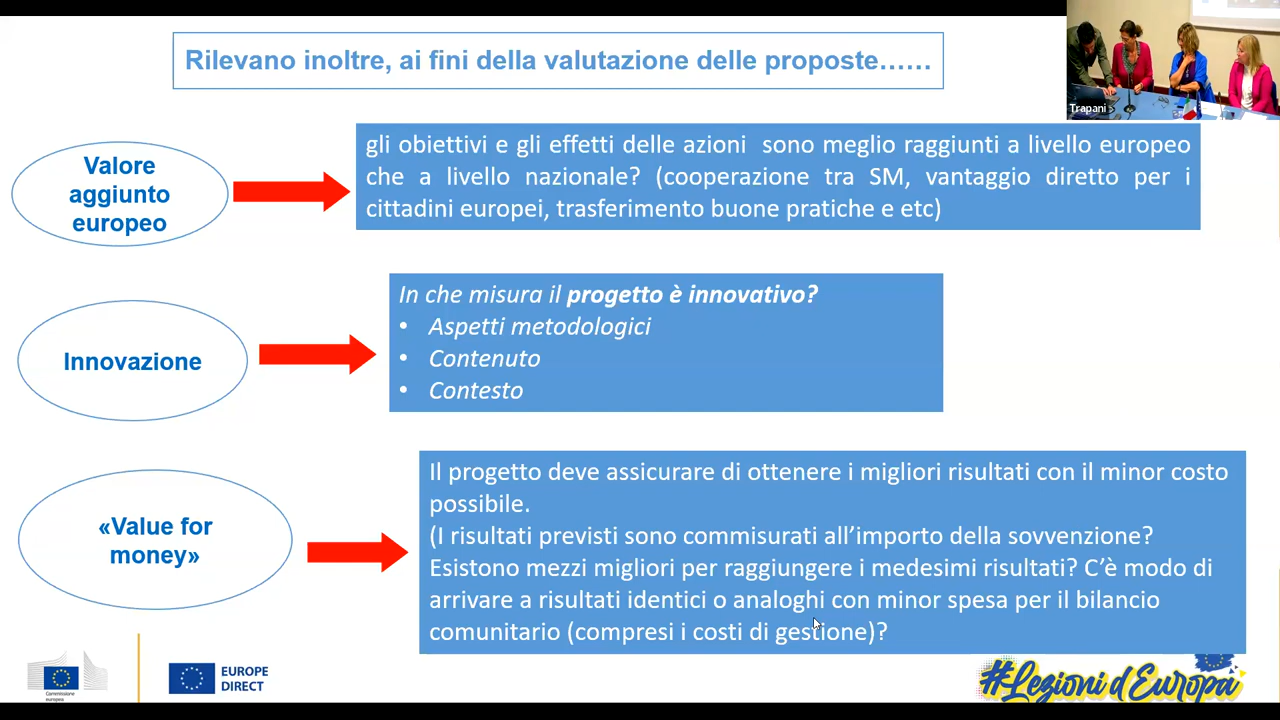 Rilevano inoltre, ai fini della valutazione delle proposte……
Trapani
Valore
aggiunto
europeo
gli obiettivi e gli effetti delle azioni sono meglio raggiunti a livello europeo
che a livello nazionale? (cooperazione tra SM, vantaggio diretto per i
cittadini europei, trasferimento buone pratiche e etc)
Innovazione
In che misura il progetto è innovativo?
• Aspetti metodologici
• Contenuto
• Contesto
«Value for
money»
Il progetto deve assicurare di ottenere i migliori risultati con il minor costo
possibile.
(I risultati previsti sono commisurati all’importo della sovvenzione?
Esistono mezzi migliori per raggiungere i medesimi risultati? C’è modo di
arrivare a risultati identici o analoghi con minor spesa per il bilancio
comunitario (compresi i costi di gestione)?
Commissione
europea
EUROPE
DIRECT
#Lezioni d'Europa